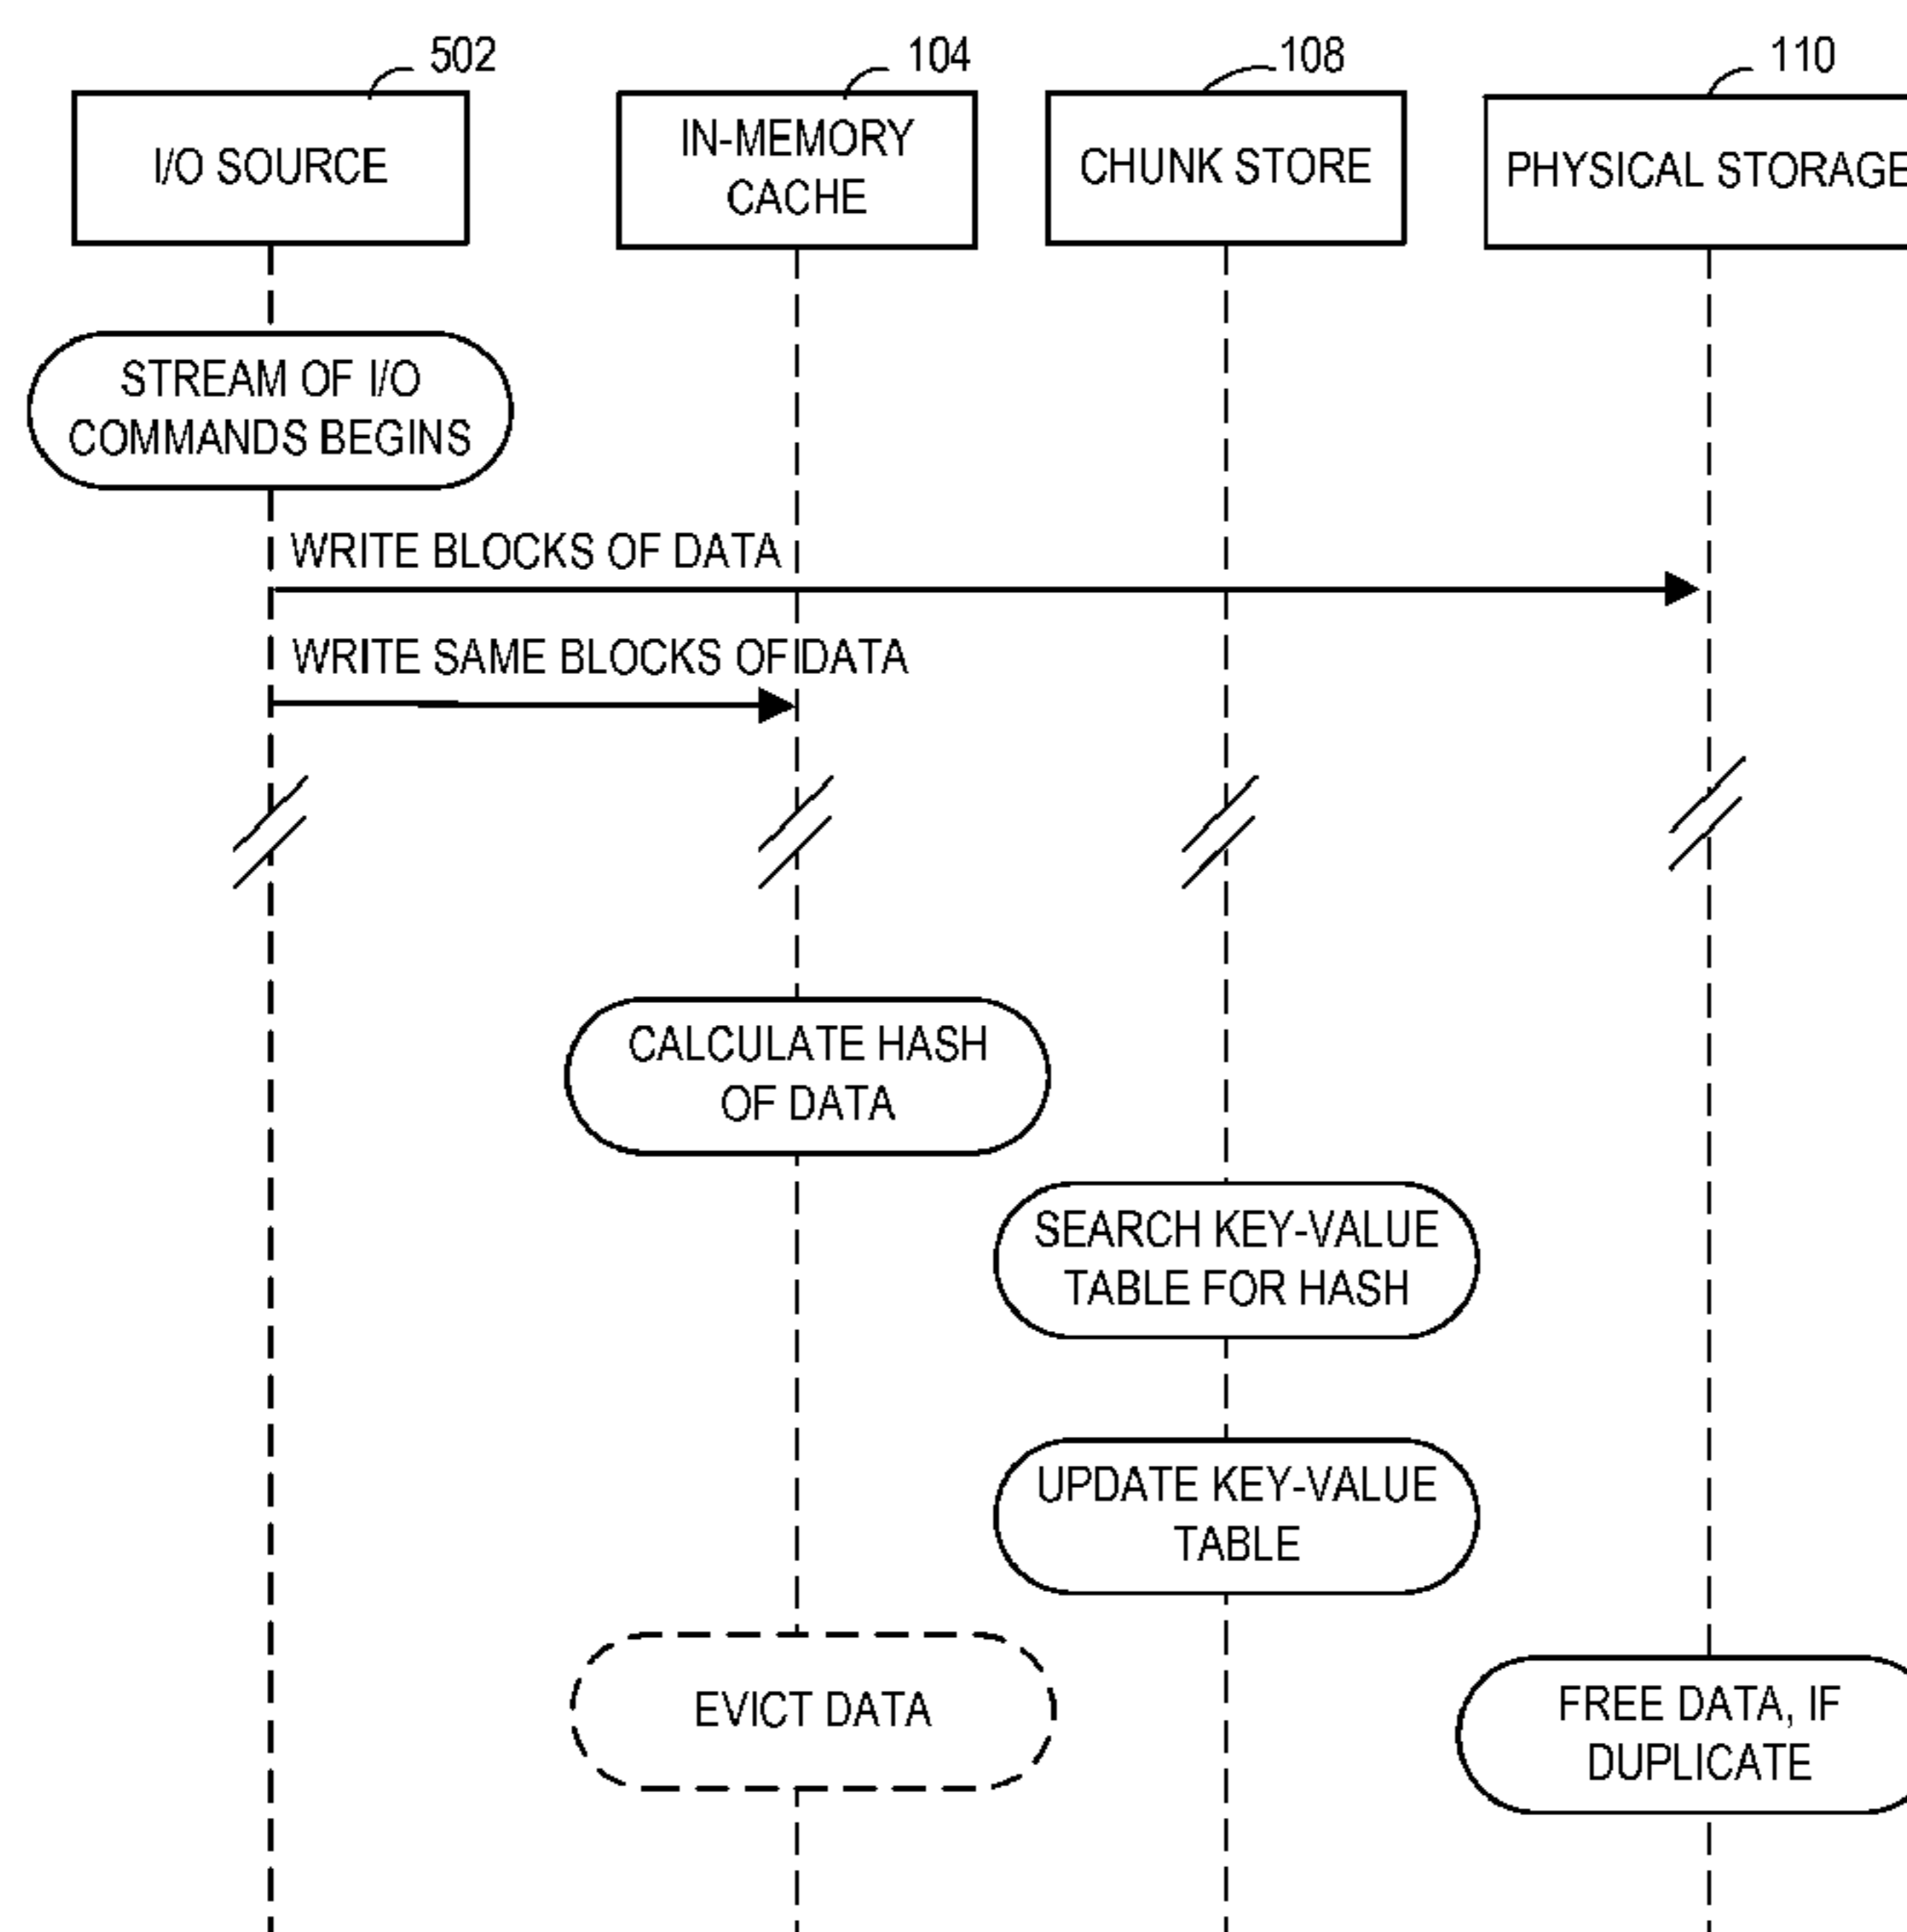 502
104
108
110
I/O SOURCE
IN-MEMORY
CACHE
CHUNK STORE
PHYSICAL STORAGE
STREAM OF I/O
COMMANDS BEGINS
WRITE BLOCKS OF DATA
WRITE SAME BLOCKS OF DATA
CALCULATE HASH
OF DATA
SEARCH KEY-VALUE
TABLE FOR HASH
UPDATE KEY-VALUE
TABLE
EVICT DATA
FREE DATA, IF
DUPLICATE